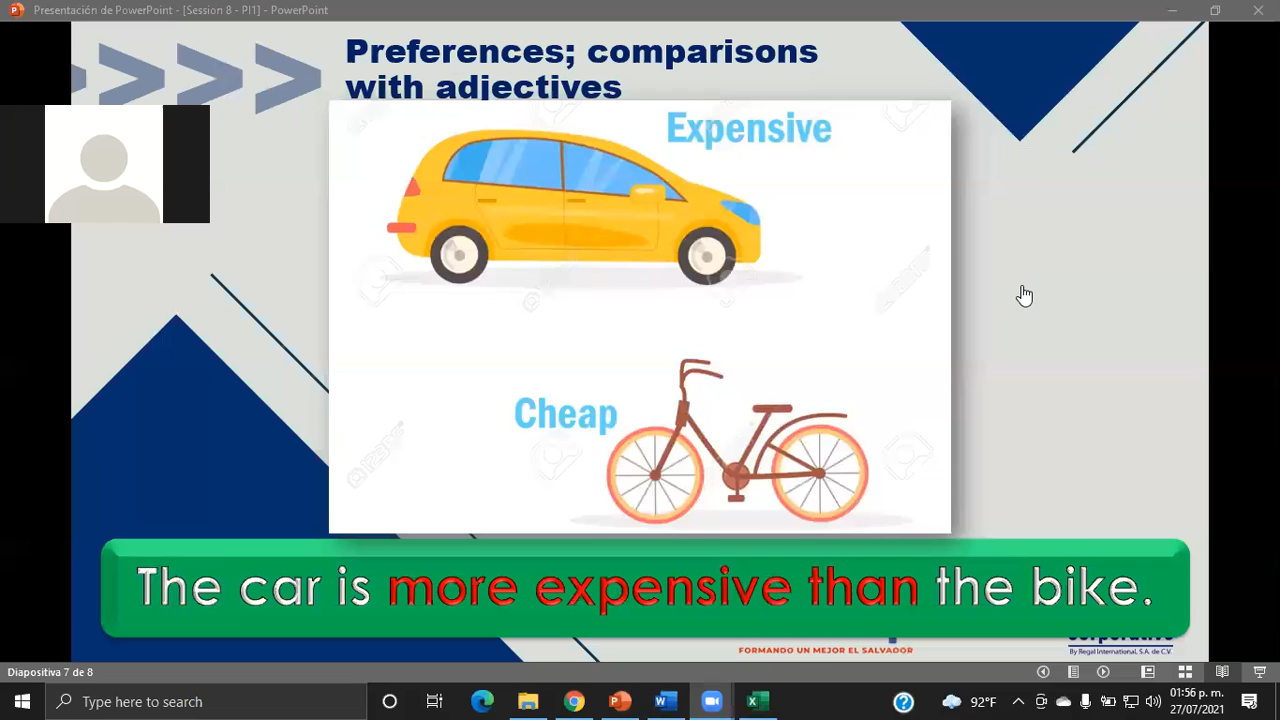 Presentación de PowerPoint - [Session 8 - PI1] - PowerPoint
Preferences; comparisons
with adjectives
Expensive
Cheap
The car is more expensive than the bike.
FORMANDO UN MEJOR EL SALVADOR
By Regal International, S.A. de C.V.
Diapositiva 7 de 8
Type here to search
92°F
01:56 p. m.
27/07/2021